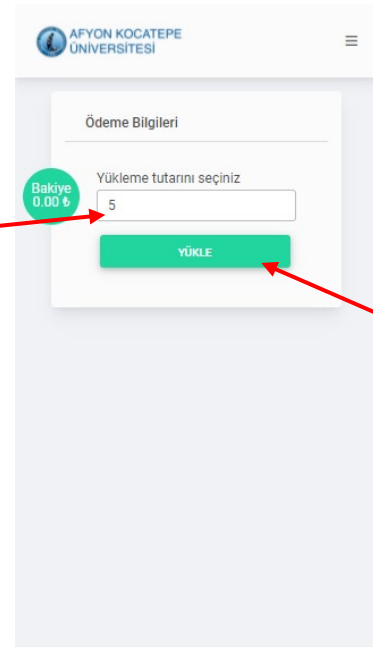 AFYON KOCATEPE
ÜNİVERSİTESİ
Ödeme Bilgileri
Yükleme tutarını seçiniz
Bakiye
0.00 ₺
5
YÜKLE